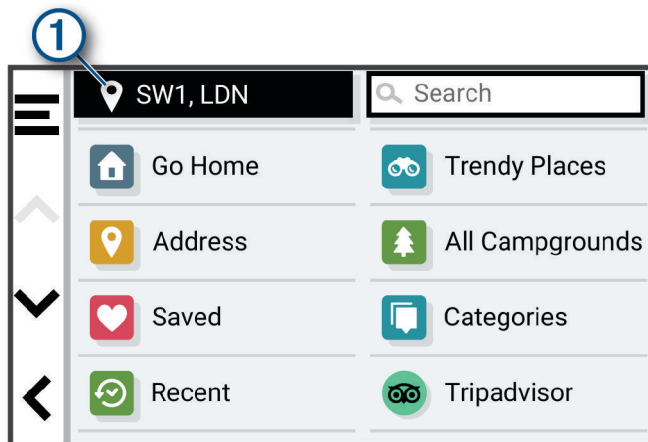 1
SW1, LDN
Search
Go Home
Trendy Places
Address
All Campgrounds
Saved
Categories
Recent
Tripadvisor